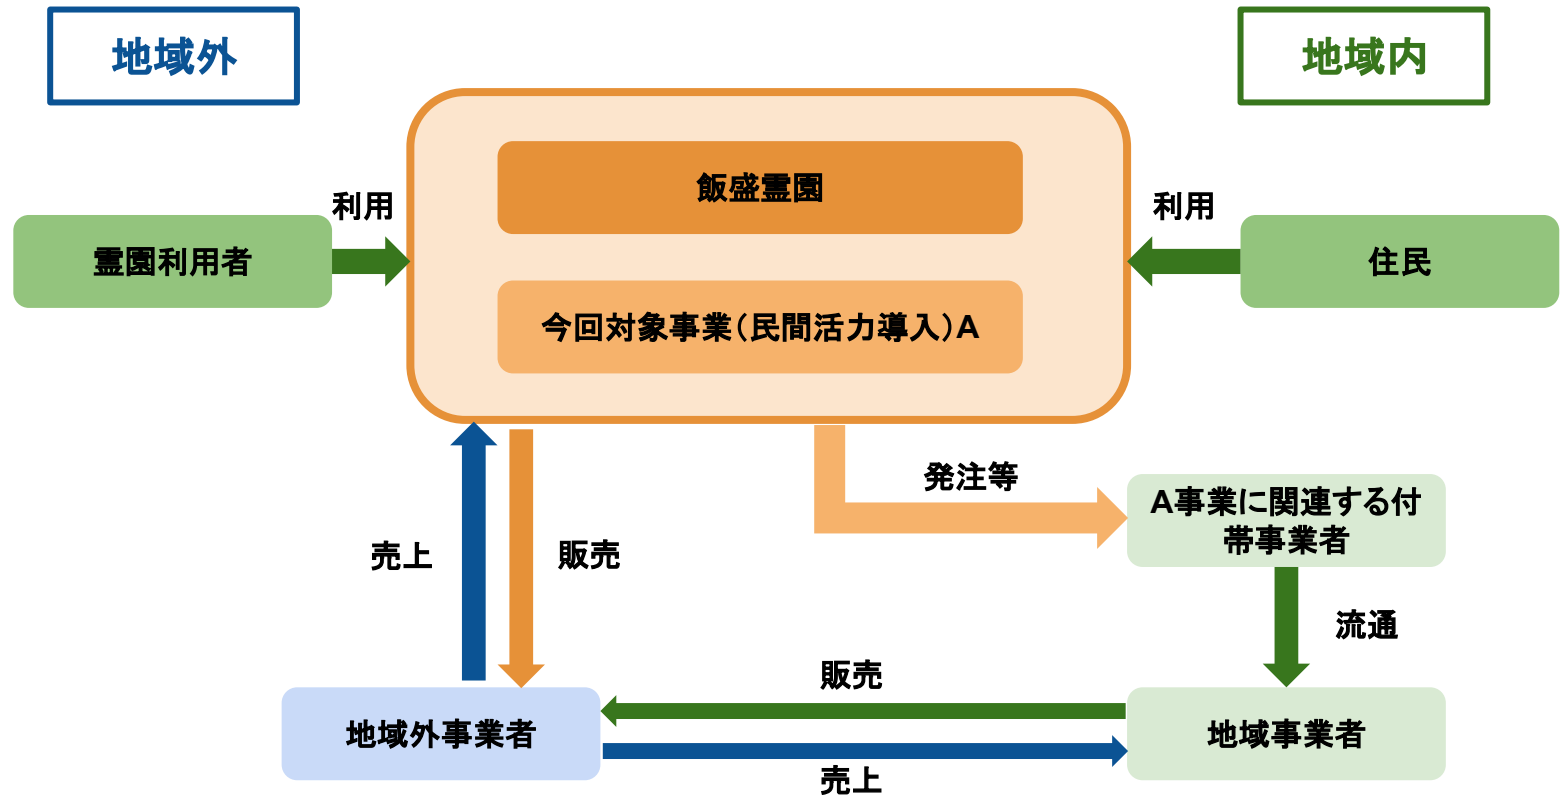 地域外
地域内
飯盛霊園
利用
利用
霊園利用者
住民
今回対象事業(民間活力導入)A
発注等
A事業に関連する付
帯事業者
売上
販売
流通
販売
地域外事業者
地域事業者
売上